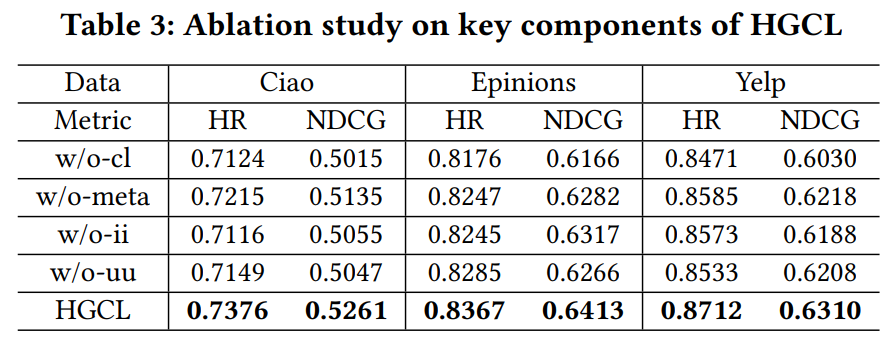 Table 3: Ablation study on key components of HGCL
Data Ciao Epinions Yelp
Metric HR NDCG HR NDCG HR NDCG
w/o-cl 0.7124 0.5015 0.8176 0.6166 0.8471 0.6030
w/o-meta 0.7215 0.5135 0.8247 0.6282 0.8585 0.6218
w/o-ii 0.7116 0.5055 0.8245 0.6317 0.8573 0.6188
w/o-uu 0.7149 0.5047 0.8285 0.6266 0.8533 0.6208
HGCL 0.7376 0.5261 0.8367 0.6413 0.8712 0.6310